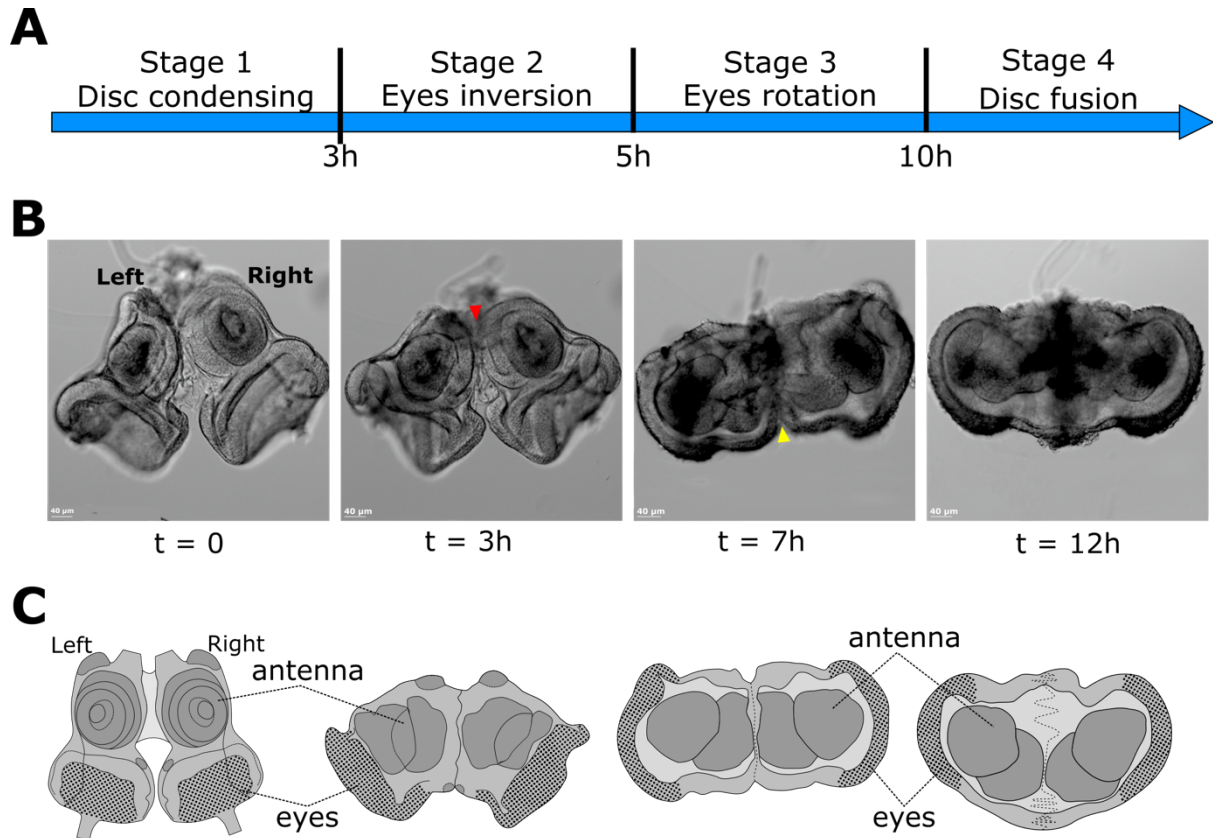 A
Stage 1
Disc condensing
Stage 2
Eyes inversion
Stage 3
Eyes rotation
Stage 4
Disc fusion
3h
5h
10h
B
Left
Right
40 µm
40 µm
40 µm
40 µm
t = 0
t = 3h
t = 7h
t = 12h
C
Left
Right
antenna
antenna
eyes
eyes